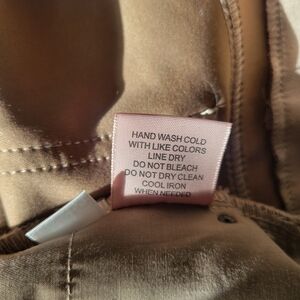 HAND WASH COLD
WITH LIKE COLORS
LINE DRY
DO NOT BLEACH
DO NOT DRY CLEAN
COOL IRON
WHEN NEEDED